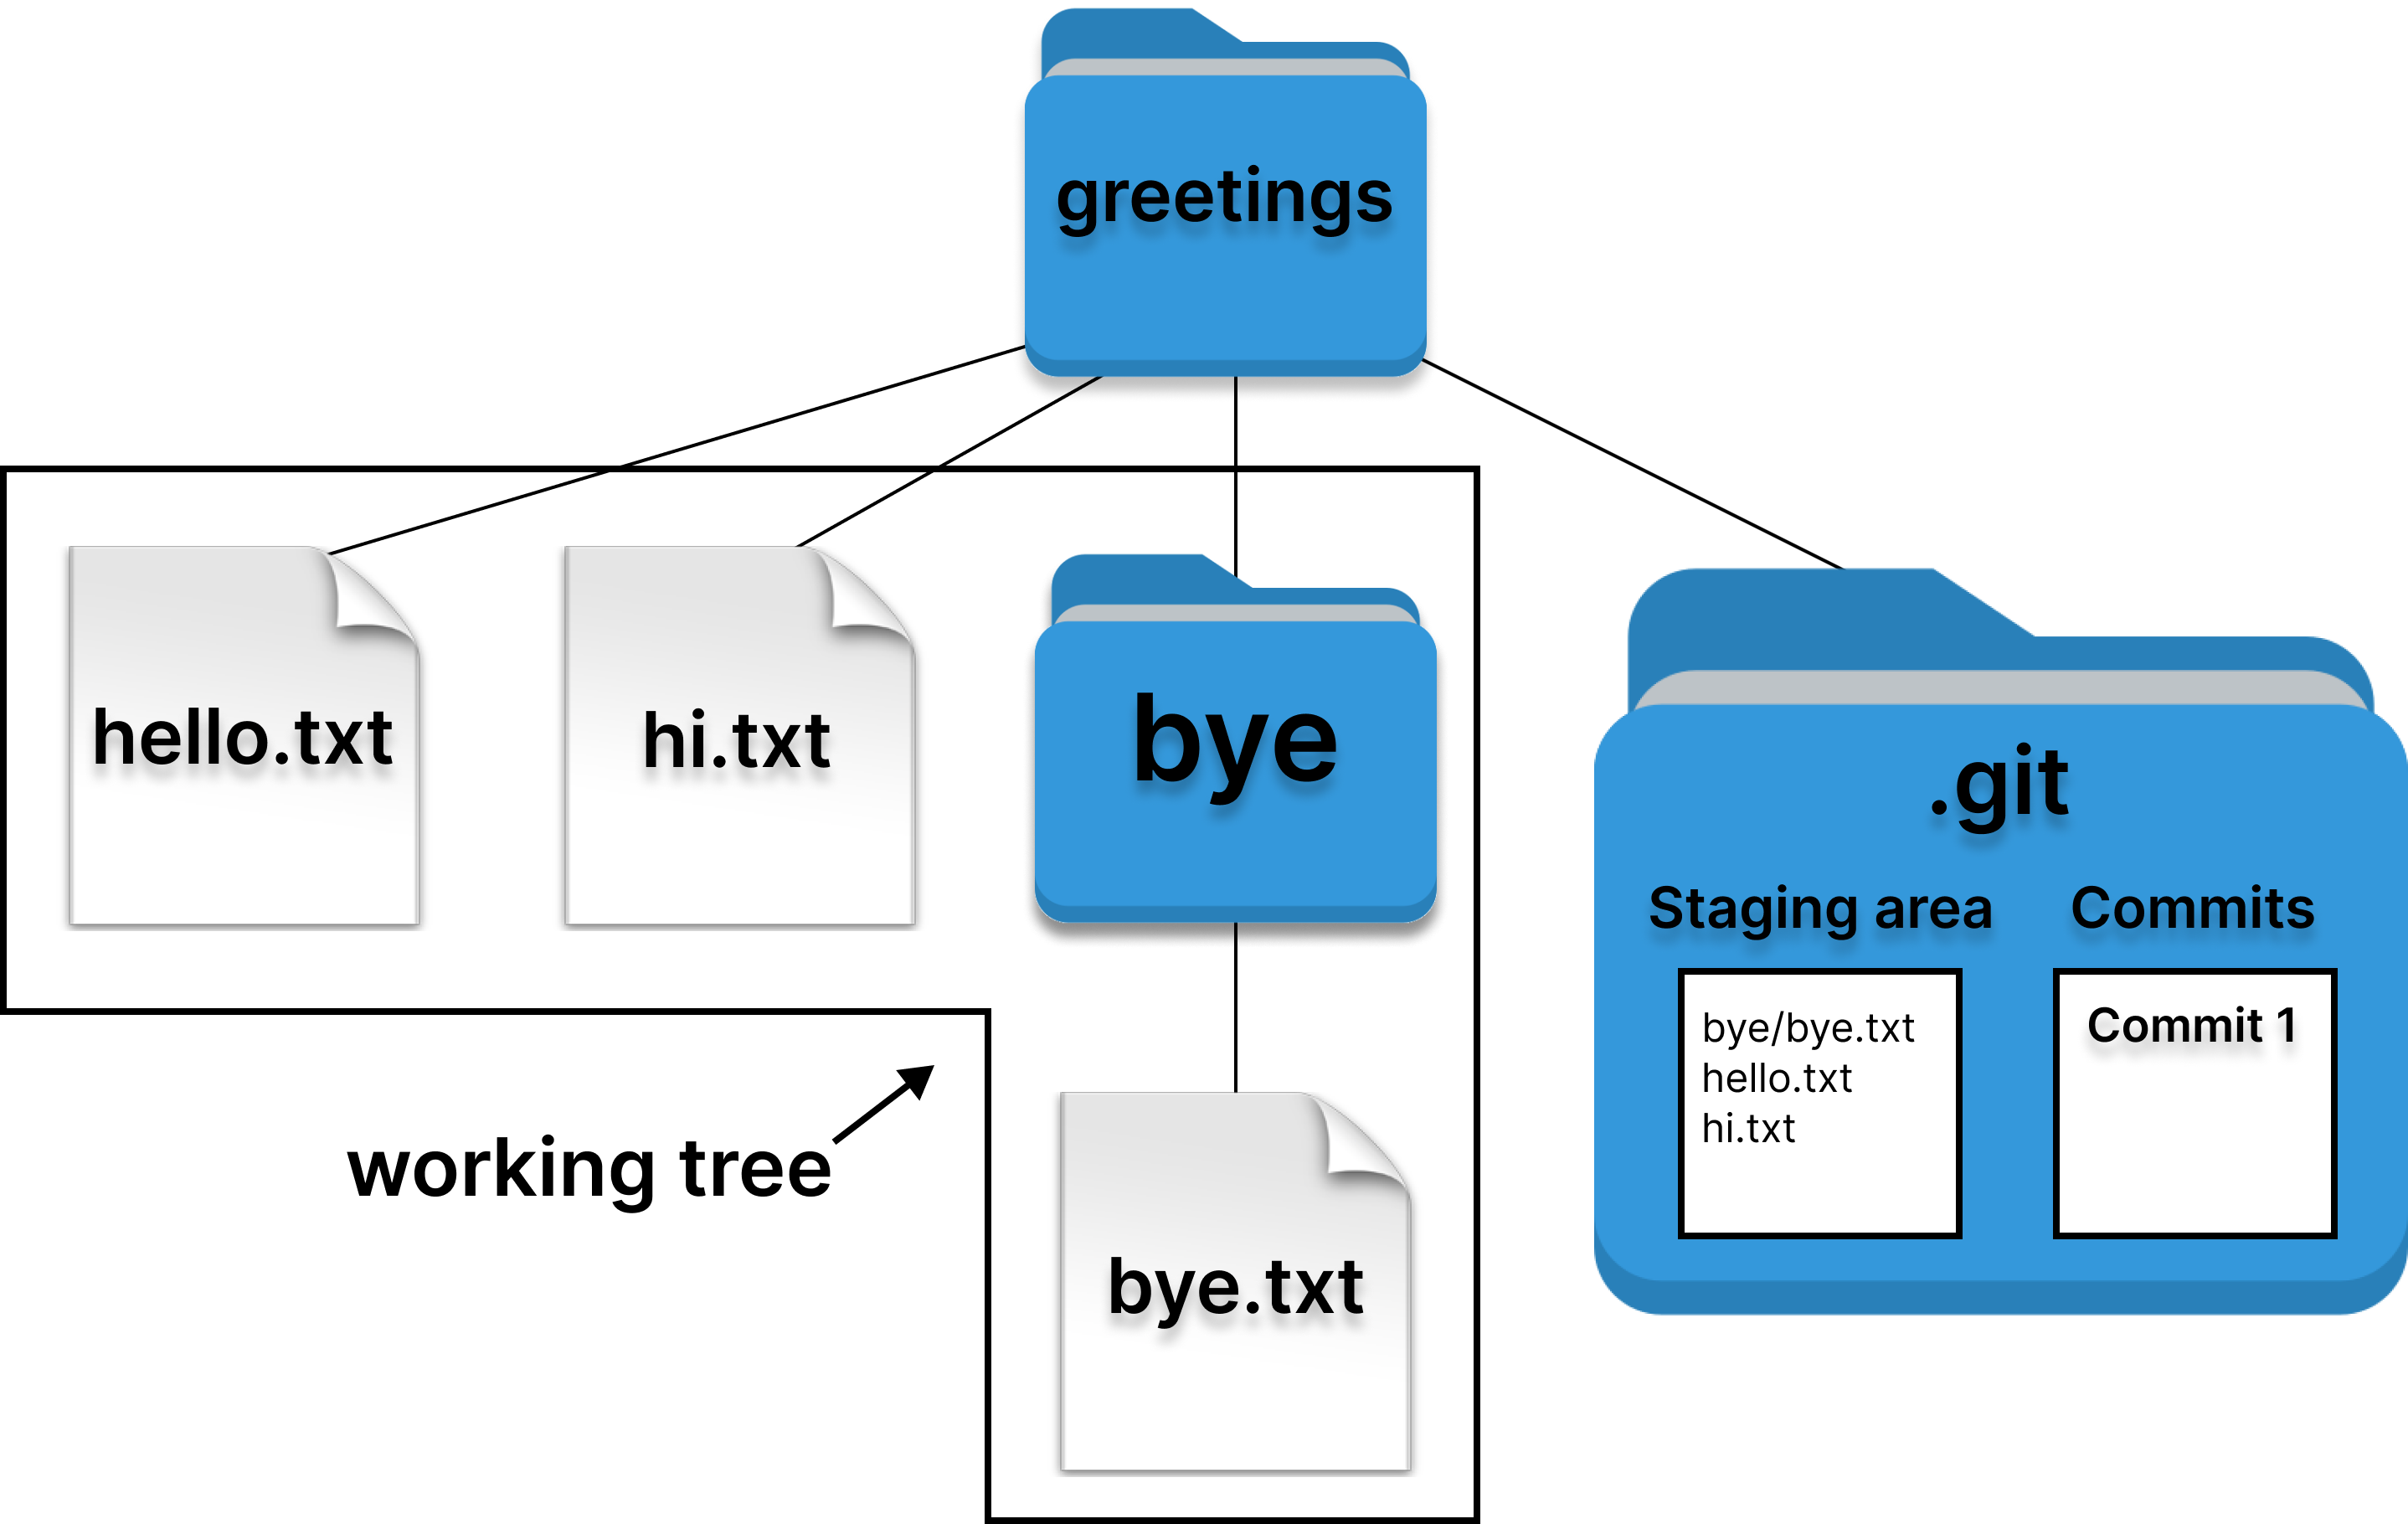 greetings
hello.txt
hi.txt
bye
.git
Staging area
Commits
bye/bye.txt
hello.txt
hi.txt
Commit 1
working tree
bye.txt